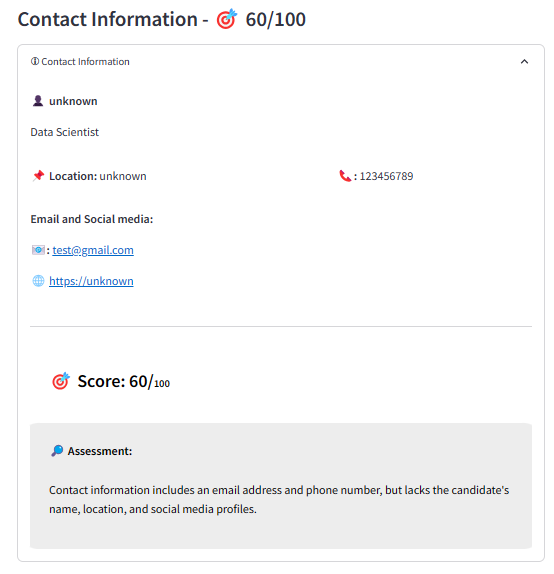 Contact Information - 🎯 60/100
Contact Information
unknown
Data Scientist
Location: unknown
: 123456789
Email and Social media:
: test@gmail.com
https://unknown
Score: 60/100
Assessment:
Contact information includes an email address and phone number, but lacks the candidate's
name, location, and social media profiles.